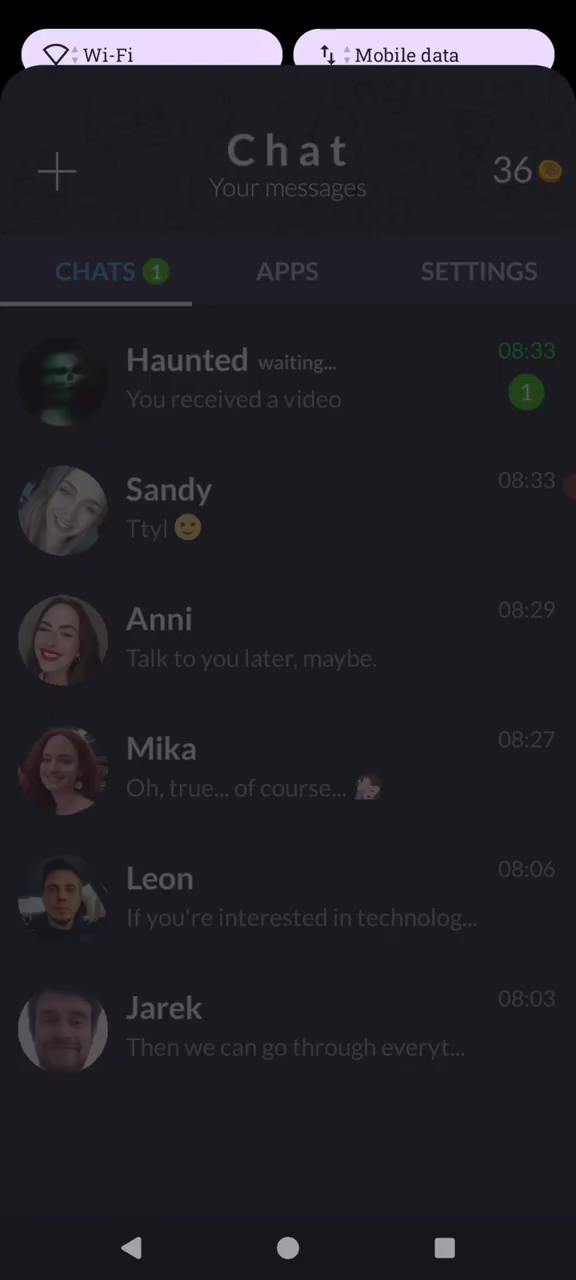 Wi-Fi
Mobile data
Chat
Your messages
36
CHATS 1
APPS
SETTINGS
Haunted waiting...
08:33
You received a video
1
Sandy
08:33
Ttyl 🙂
Anni
08:29
Talk to you later, maybe.
Mika
08:27
Oh, true... of course... 🤦🏻‍♀️
Leon
08:06
If you're interested in technolog...
Jarek
08:03
Then we can go through everyt...